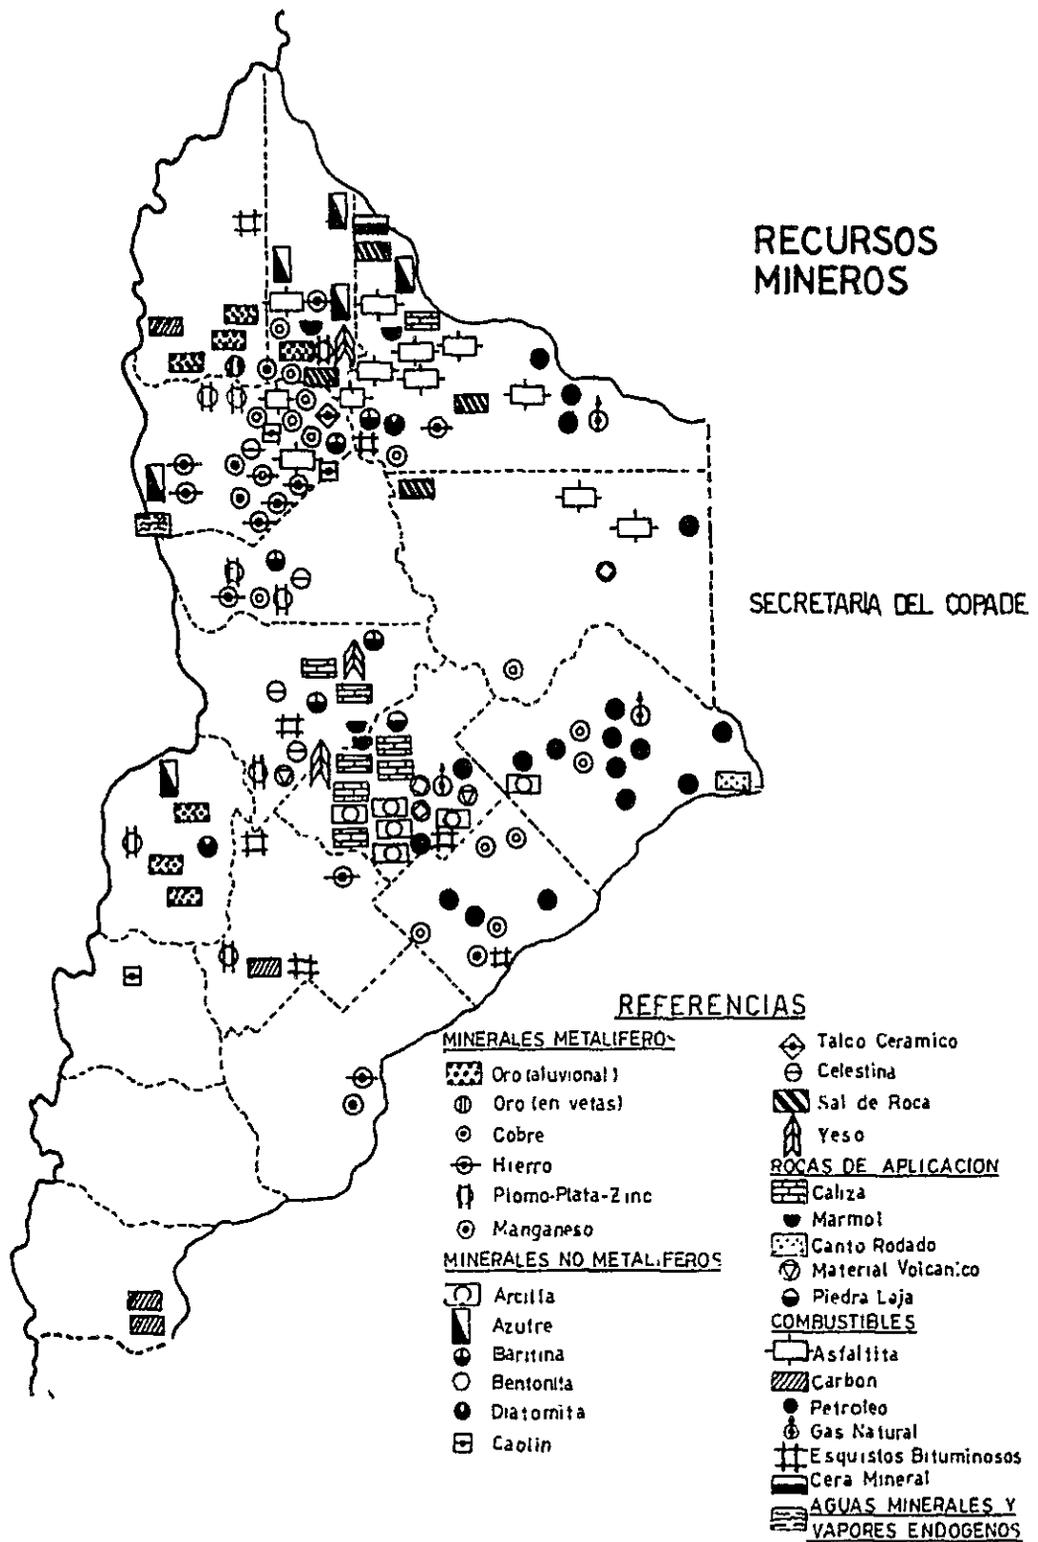 RECURSOS
MINEROS
SECRETARIA DEL COPADE
REFERENCIAS
MINERALES METALIFEROS
Oro (aluvional)
Oro (en vetas)
Cobre
Hierro
Plomo-Plata-Zinc
Manganeso
MINERALES NO METALIFEROS
Arcilla
Azufre
Baritina
Bentonita
Diatomita
Caolin
Talco Ceramico
Celestina
Sal de Roca
Yeso
ROCAS DE APLICACION
Caliza
Marmol
Canto Rodado
Material Volcanico
Piedra Laja
COMBUSTIBLES
Asfaltita
Carbon
Petroleo
Gas Natural
Esquistos Bituminosos
Cera Mineral
AGUAS MINERALES Y
VAPORES ENDOGENOS